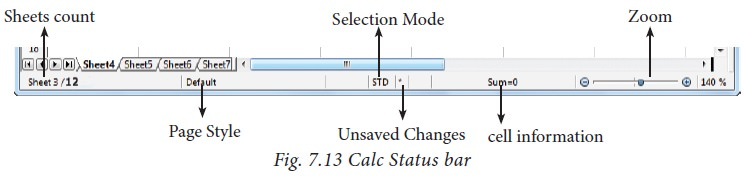 Sheets count
Selection Mode
Zoom
Sheet4 Sheet5 Sheet6 Sheet7
Sheet 3 /12 Default STD * Sum=0 140 %
Page Style
Unsaved Changes
cell information
Fig. 7.13 Calc Status bar